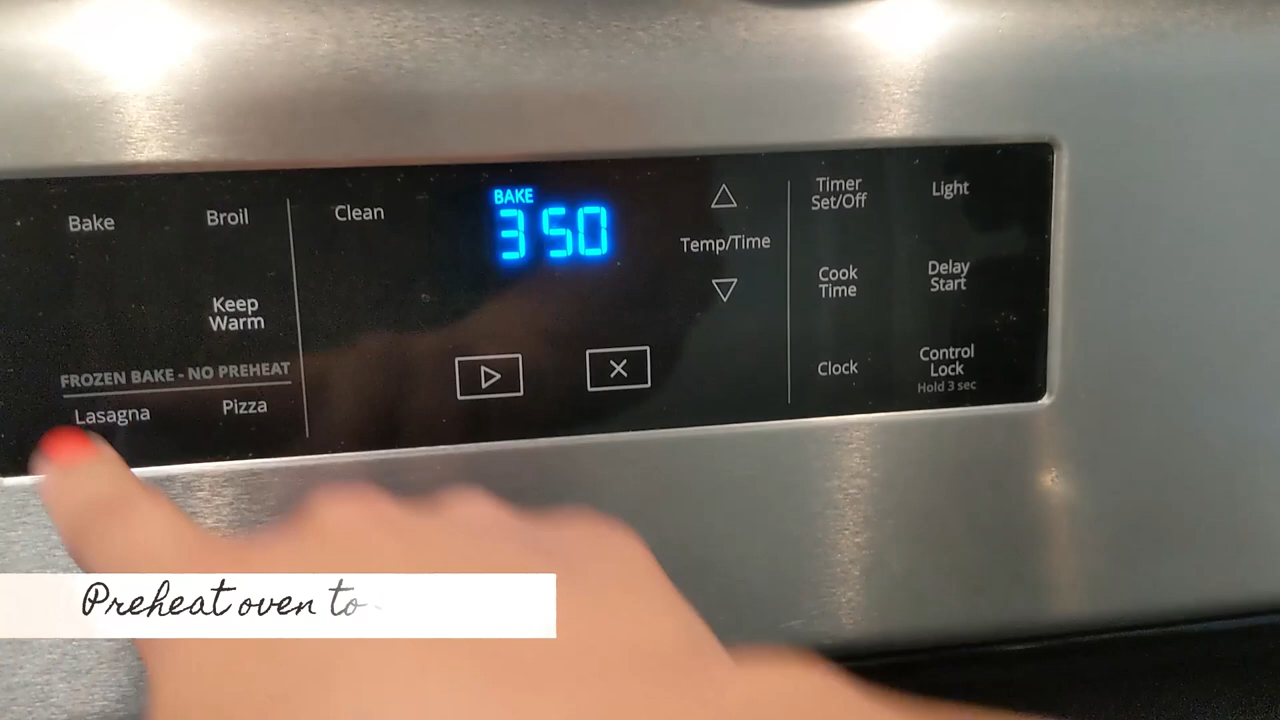 Bake
Broil
Clean
BAKE
350
Temp/Time
Timer
Set/Off
Light
Keep
Warm
Cook
Time
Delay
Start
FROZEN BAKE - NO PREHEAT
Lasagna
Pizza
Clock
Control
Lock
Hold 3 sec
Preheat oven to